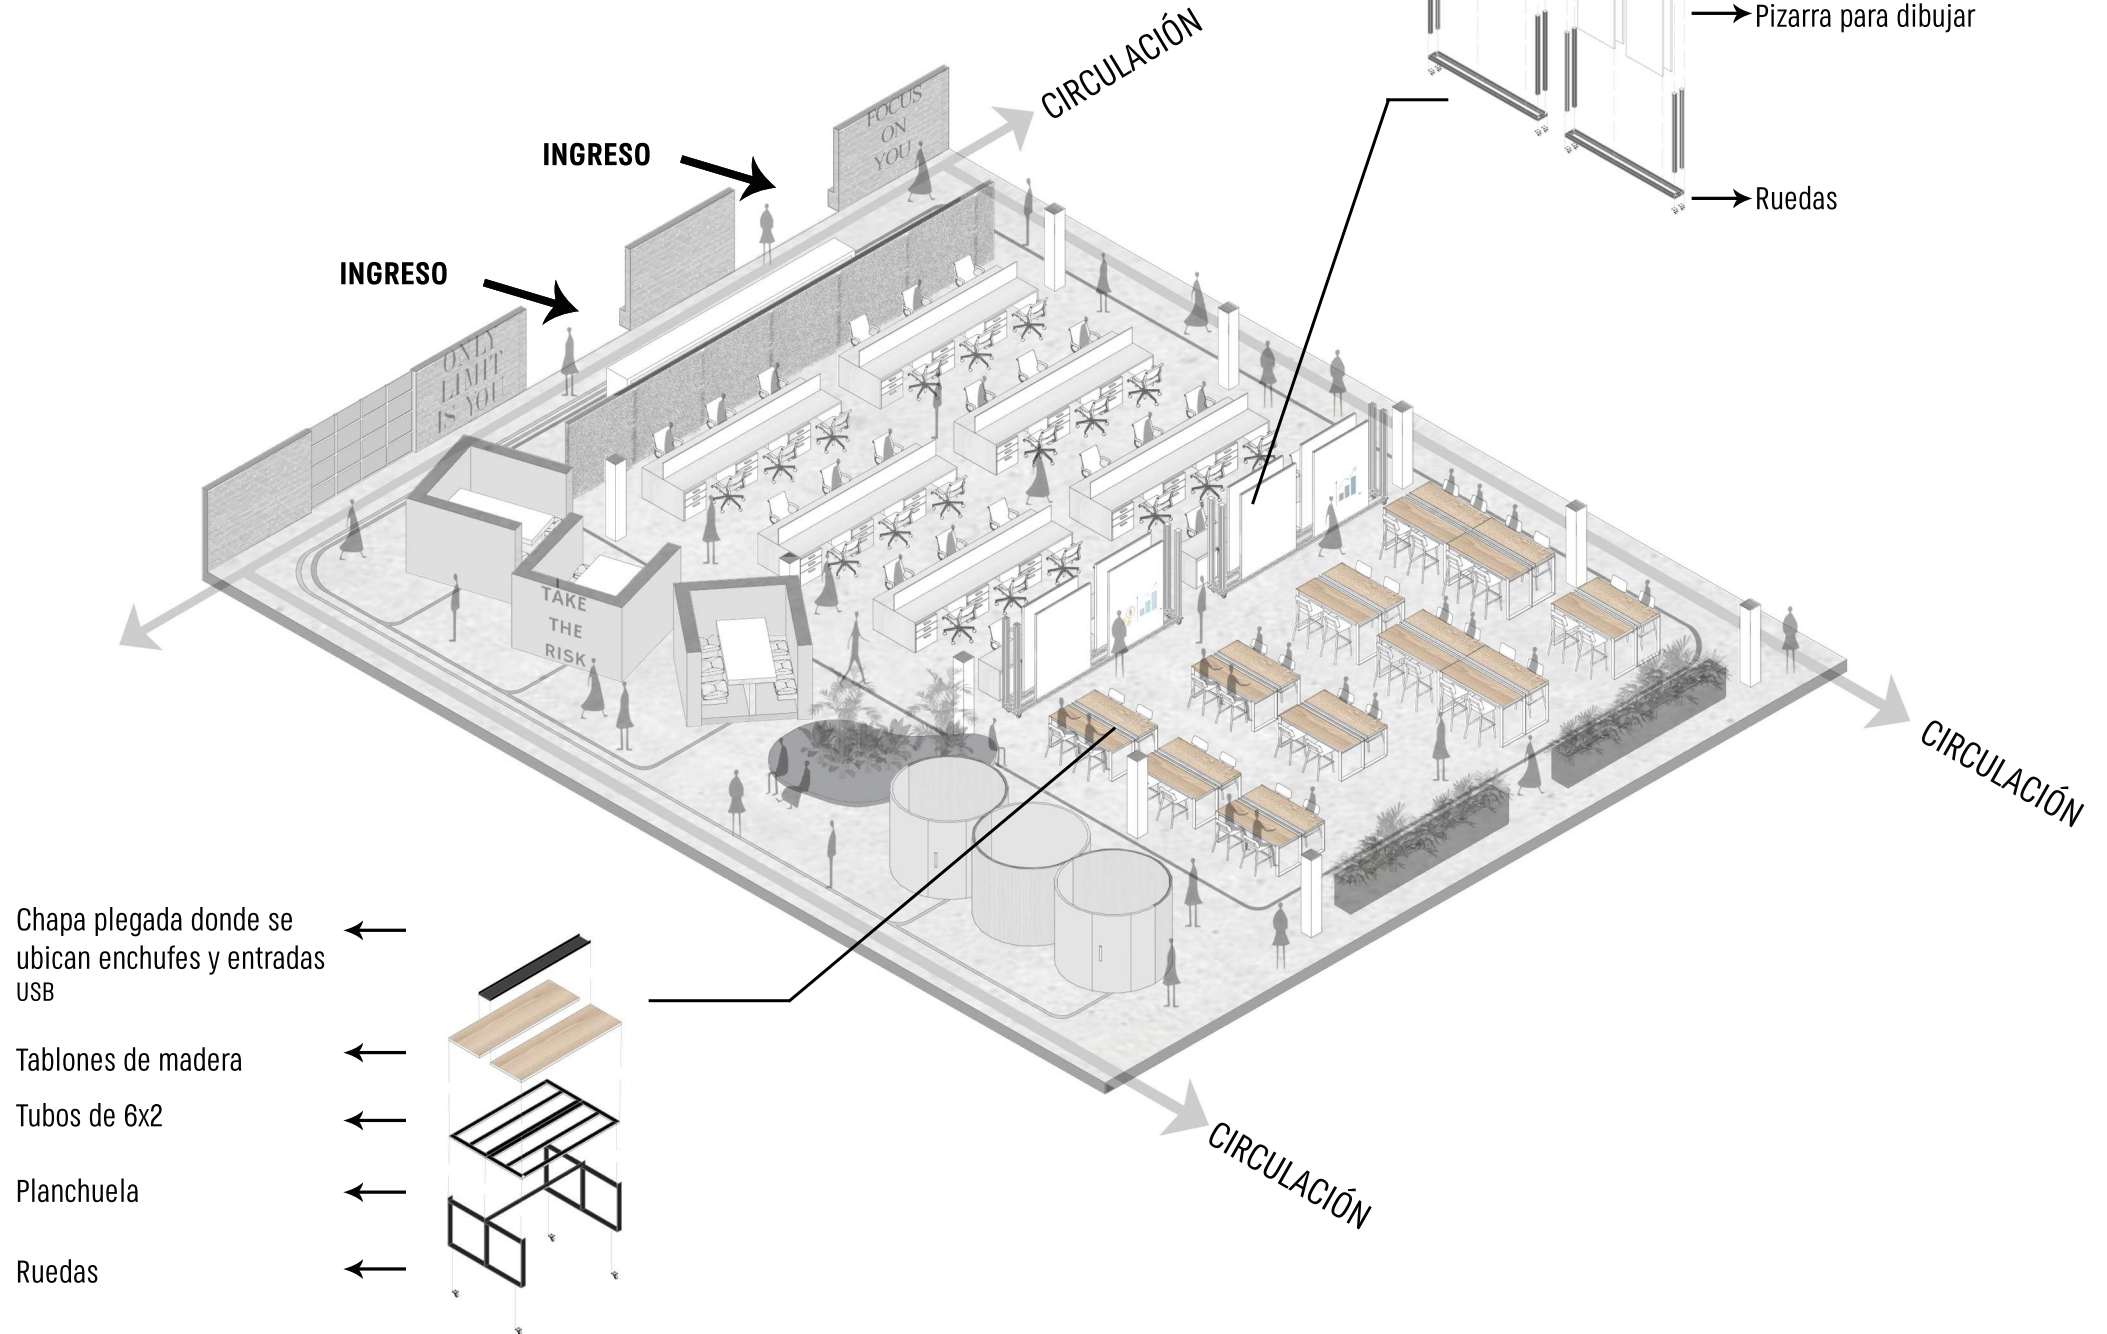 Pizarra para dibujar
CIRCULACIÓN
FOCUS
ON
YOU
INGRESO
Ruedas
INGRESO
ONLY
LIMIT
IS YOU
TAKE
THE
RISK
CIRCULACIÓN
Chapa plegada donde se
ubican enchufes y entradas
USB
Tablones de madera
Tubos de 6x2
CIRCULACIÓN
Planchuela
Ruedas